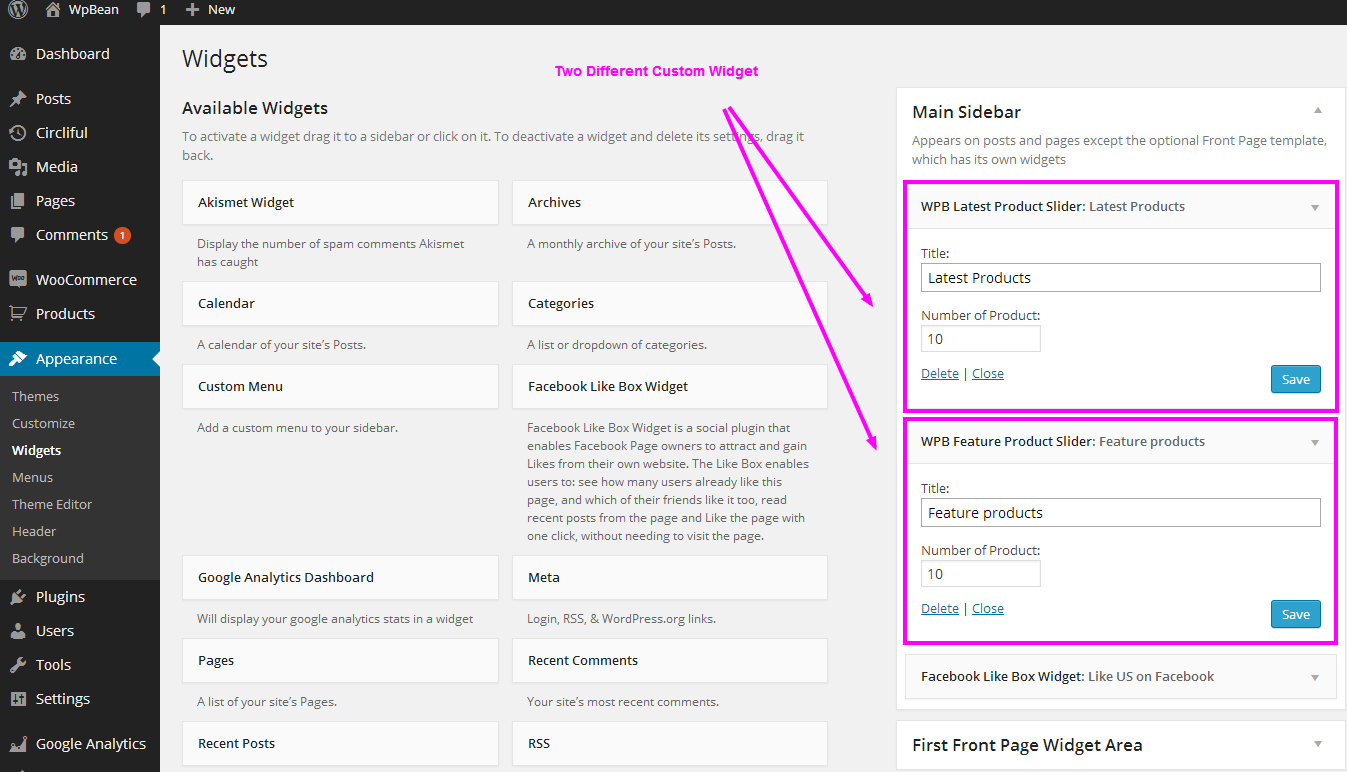 WpBean 1 New
Dashboard
Posts
Circliful
Media
Pages
Comments 1
WooCommerce
Products
Appearance
Themes
Customize
Widgets
Menus
Theme Editor
Header
Background
Plugins
Users
Tools
Settings
Google Analytics
Widgets
Two Different Custom Widget
Available Widgets
To activate a widget drag it to a sidebar or click on it. To deactivate a widget and delete its settings, drag it
back.
Akismet Widget
Display the number of spam comments Akismet
has caught
Archives
A monthly archive of your site’s Posts.
Calendar
A calendar of your site’s Posts.
Categories
A list or dropdown of categories.
Custom Menu
Add a custom menu to your sidebar.
Facebook Like Box Widget
Facebook Like Box Widget is a social plugin that
enables Facebook Page owners to attract and gain
Likes from their own website. The Like Box enables
users to: see how many users already like this
page, and which of their friends like it too, read
recent posts from the page and Like the page with
one click, without needing to visit the page.
Google Analytics Dashboard
Will display your google analytics stats in a widget
Meta
Login, RSS, & WordPress.org links.
Pages
A list of your site’s Pages.
Recent Comments
Your site’s most recent comments.
Recent Posts
RSS
Main Sidebar
Appears on posts and pages except the optional Front Page template,
which has its own widgets
WPB Latest Product Slider: Latest Products
Title:
Latest Products
Number of Product:
10
Delete | Close
Save
WPB Feature Product Slider: Feature products
Title:
Feature products
Number of Product:
10
Delete | Close
Save
Facebook Like Box Widget: Like US on Facebook
First Front Page Widget Area